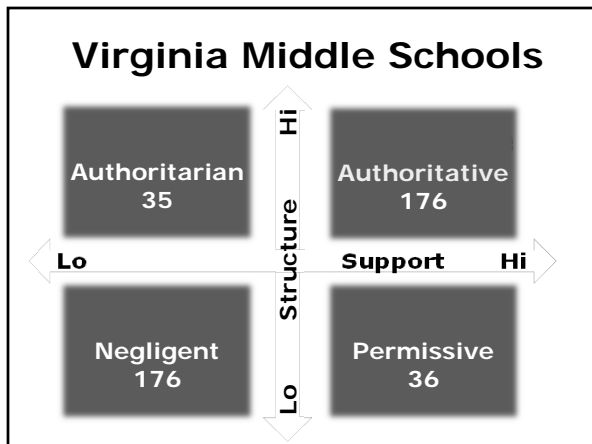 Virginia Middle Schools
Hi
Authoritarian
35
Authoritative
176
Structure
Lo
Support
Hi
Negligent
176
Permissive
36
Lo